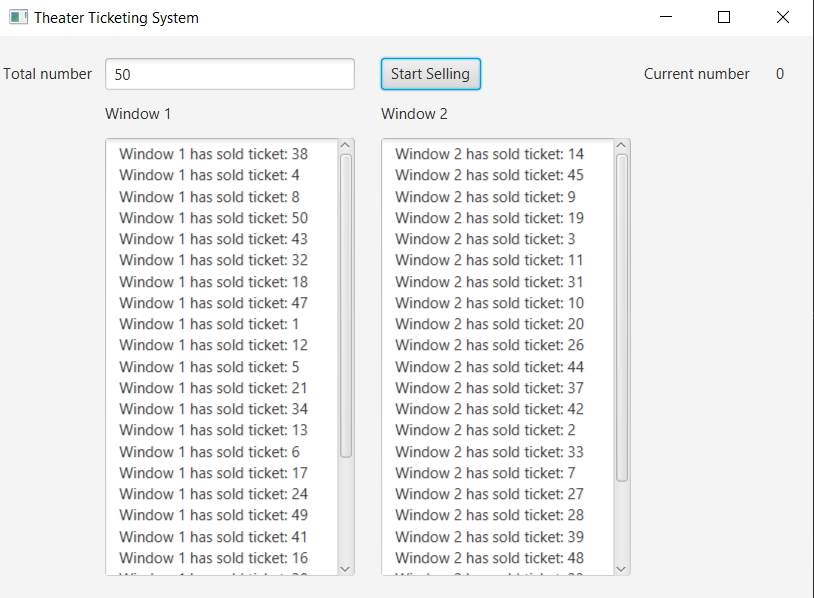 Theater Ticketing System
Total number 50 Start Selling Current number 0
Window 1 Window 2
Window 1 has sold ticket: 38 Window 2 has sold ticket: 14
Window 1 has sold ticket: 4 Window 2 has sold ticket: 45
Window 1 has sold ticket: 8 Window 2 has sold ticket: 9
Window 1 has sold ticket: 50 Window 2 has sold ticket: 19
Window 1 has sold ticket: 43 Window 2 has sold ticket: 3
Window 1 has sold ticket: 32 Window 2 has sold ticket: 11
Window 1 has sold ticket: 18 Window 2 has sold ticket: 31
Window 1 has sold ticket: 47 Window 2 has sold ticket: 10
Window 1 has sold ticket: 1 Window 2 has sold ticket: 20
Window 1 has sold ticket: 12 Window 2 has sold ticket: 26
Window 1 has sold ticket: 5 Window 2 has sold ticket: 44
Window 1 has sold ticket: 21 Window 2 has sold ticket: 37
Window 1 has sold ticket: 34 Window 2 has sold ticket: 42
Window 1 has sold ticket: 13 Window 2 has sold ticket: 2
Window 1 has sold ticket: 6 Window 2 has sold ticket: 33
Window 1 has sold ticket: 17 Window 2 has sold ticket: 7
Window 1 has sold ticket: 24 Window 2 has sold ticket: 27
Window 1 has sold ticket: 49 Window 2 has sold ticket: 28
Window 1 has sold ticket: 41 Window 2 has sold ticket: 39
Window 1 has sold ticket: 16 Window 2 has sold ticket: 48